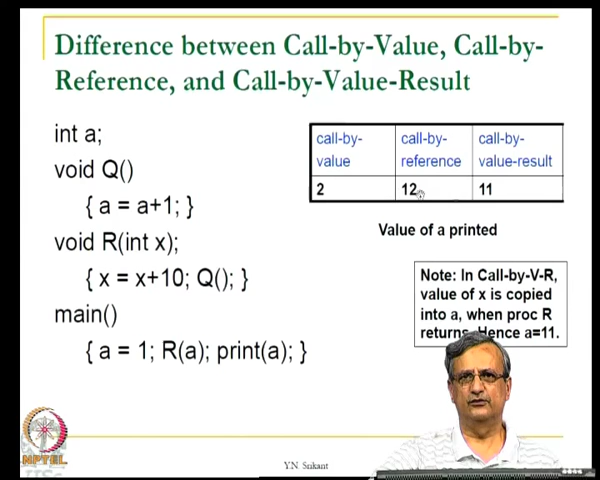 Difference between Call-by-Value, Call-by-
Reference, and Call-by-Value-Result
int a;
void Q()
{ a = a+1; }
void R(int x);
{ x = x+10; Q(); }
main()
{ a = 1; R(a); print(a); }
call-by-
value
call-by-
reference
call-by-
value-result
2
12
11
Value of a printed
Note: In Call-by-V-R,
value of x is copied
into a, when proc R
returns. Hence a=11.
NPTEL
Y.N. Srikant